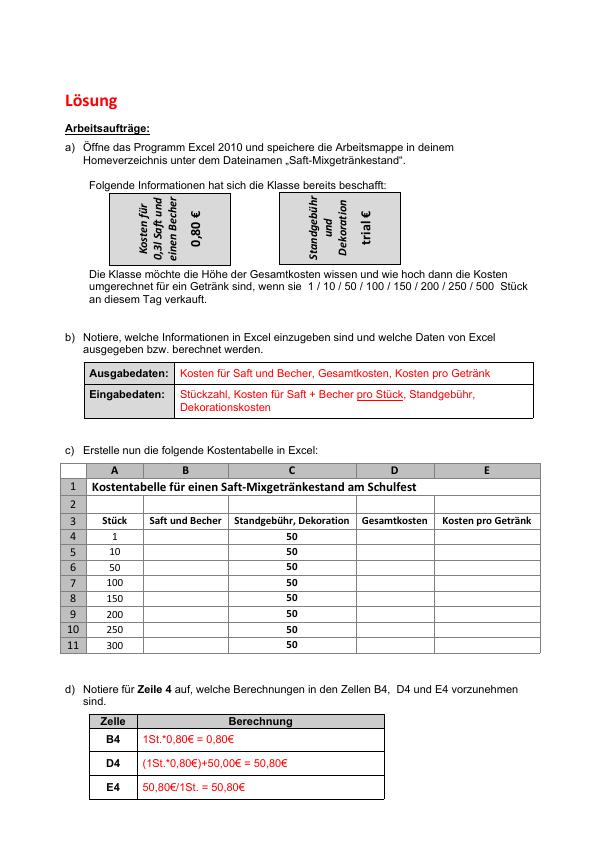 Lösung
Arbeitsaufträge:
a) Öffne das Programm Excel 2010 und speichere die Arbeitsmappe in deinem
Homeverzeichnis unter dem Dateinamen „Saft-Mixgetränkestand“.
Folgende Informationen hat sich die Klasse bereits beschafft:
Kosten für
0,3l Saft und
einen Becher
0,80 €
Standgebühr
und
Dekoration
trial €
Die Klasse möchte die Höhe der Gesamtkosten wissen und wie hoch dann die Kosten
umgerechnet für ein Getränk sind, wenn sie 1 / 10 / 50 / 100 / 150 / 200 / 250 / 500 Stück
an diesem Tag verkauft.
b) Notiere, welche Informationen in Excel einzugeben sind und welche Daten von Excel
ausgegeben bzw. berechnet werden.
Ausgabedaten: Kosten für Saft und Becher, Gesamtkosten, Kosten pro Getränk
Eingabedaten: Stückzahl, Kosten für Saft + Becher pro Stück, Standgebühr,
Dekorationskosten
c) Erstelle nun die folgende Kostentabelle in Excel:
A B C D E
1 Kostentabelle für einen Saft-Mixgetränkestand am Schulfest
2
3 Stück Saft und Becher Standgebühr, Dekoration Gesamtkosten Kosten pro Getränk
4 1 50
5 10 50
6 50 50
7 100 50
8 150 50
9 200 50
10 250 50
11 300 50
d) Notiere für Zeile 4 auf, welche Berechnungen in den Zellen B4, D4 und E4 vorzunehmen
sind.
Zelle Berechnung
B4 1St.*0,80€ = 0,80€
D4 (1St.*0,80€)+50,00€ = 50,80€
E4 50,80€/1St. = 50,80€